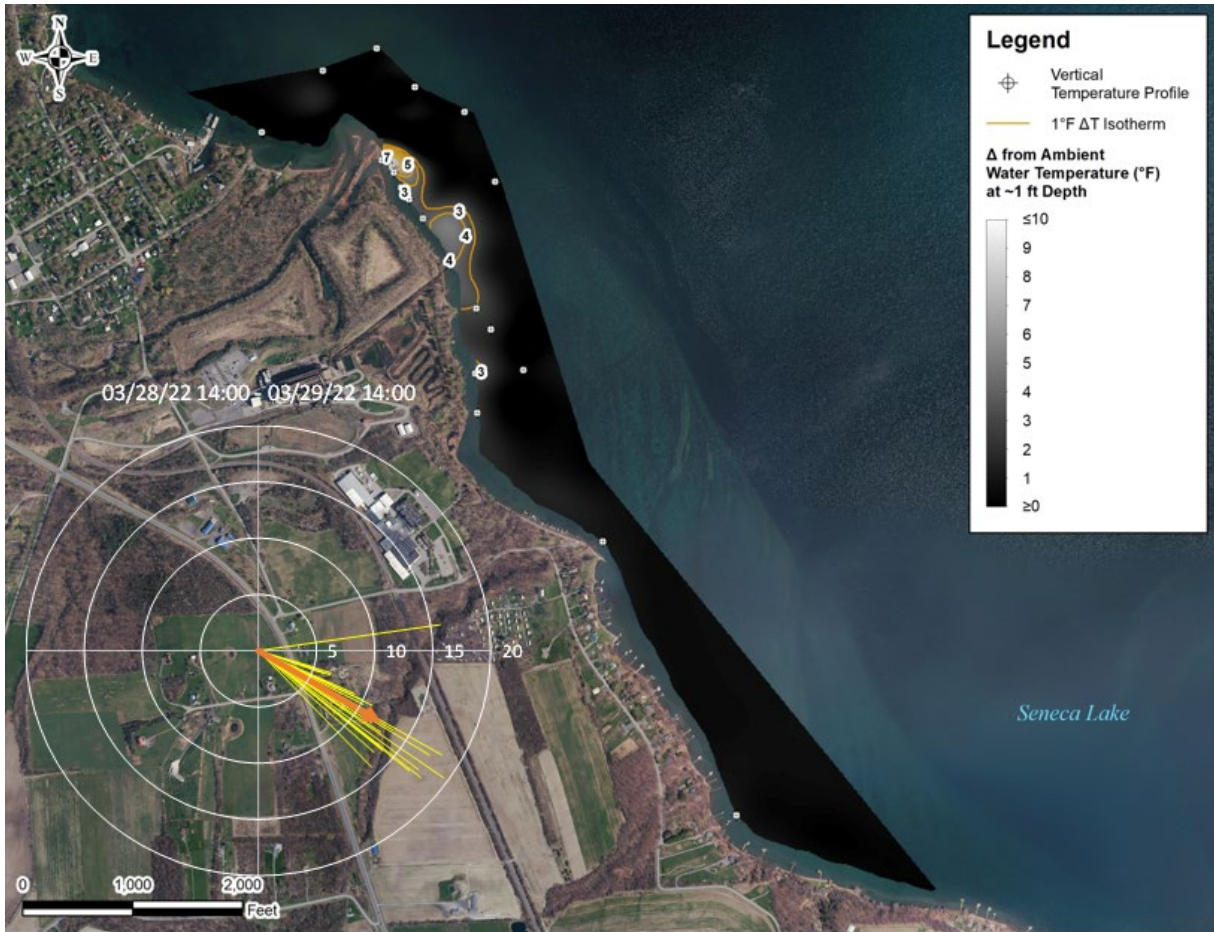 N
W E
S
Legend
Vertical
Temperature Profile
1°F ΔT Isotherm
Δ from Ambient
Water Temperature (°F)
at ~1 ft Depth
≤10
9
8
7
6
5
4
3
2
1
≥0
7
5
3
3
4
4
3
03/28/22 14:00 - 03/29/22 14:00
5 10 15 20
Seneca Lake
0 1,000 2,000
Feet